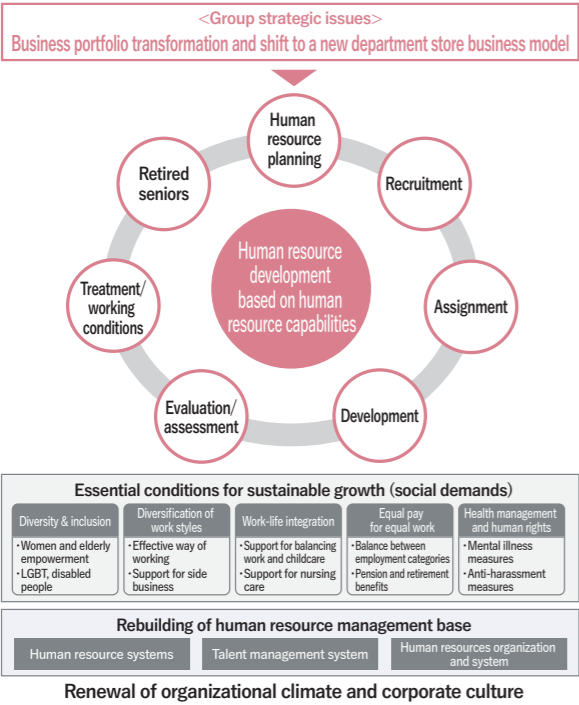 <Group strategic issues>
Business portfolio transformation and shift to a new department store business model
Human
resource
planning
Recruitment
Assignment
Development
Evaluation/
assessment
Treatment/
working
conditions
Retired
seniors
Human resource
development
based on human
resource capabilities
Essential conditions for sustainable growth (social demands)
Diversity & inclusion
・Women and elderly
empowerment
・LGBT, disabled
people
Diversification of
work styles
・Effective way of
working
・Support for side
business
Work-life integration
・Support for balancing
work and childcare
・Support for nursing
care
Equal pay
for equal work
・Balance between
employment categories
・Pension and retirement
benefits
Health management
and human rights
・Mental illness
measures
・Anti-harassment
measures
Rebuilding of human resource management base
Human resource systems
Talent management system
Human resources organization
and system
Renewal of organizational climate and corporate culture